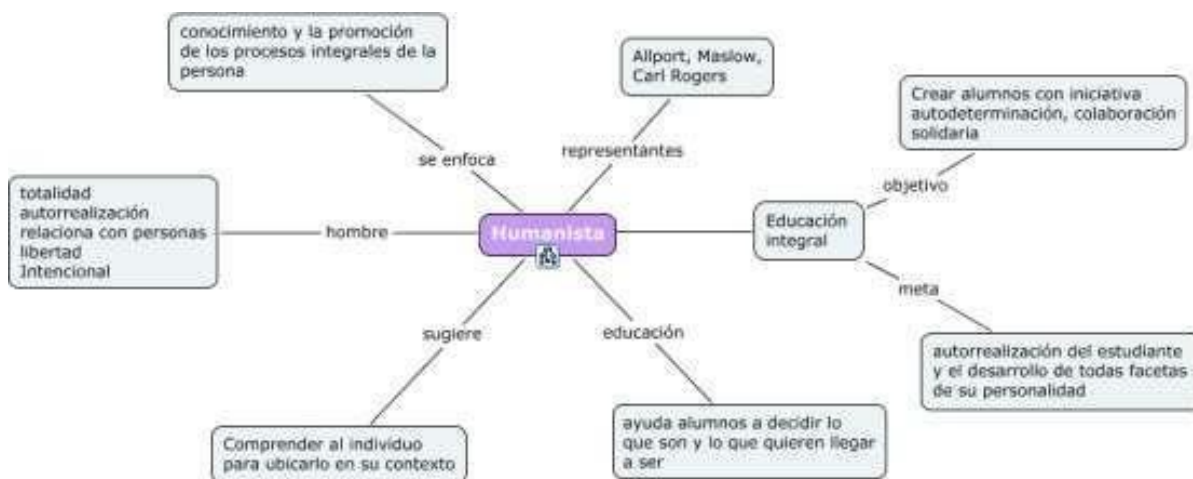 conocimiento y la promoción
de los procesos integrales de la
persona
Allport, Maslow,
Carl Rogers
Crear alumnos con iniciativa
autodeterminación, colaboración
solidaria
se enfoca
representantes
objetivo
totalidad
autorrealización
relaciona con personas
libertad
Intencional
hombre
Humanista
Educación
integral
meta
sugiere
educación
autorrealización del estudiante
y el desarrollo de todas facetas
de su personalidad
Comprender al individuo
para ubicarlo en su contexto
ayuda alumnos a decidir lo
que son y lo que quieren llegar
a ser